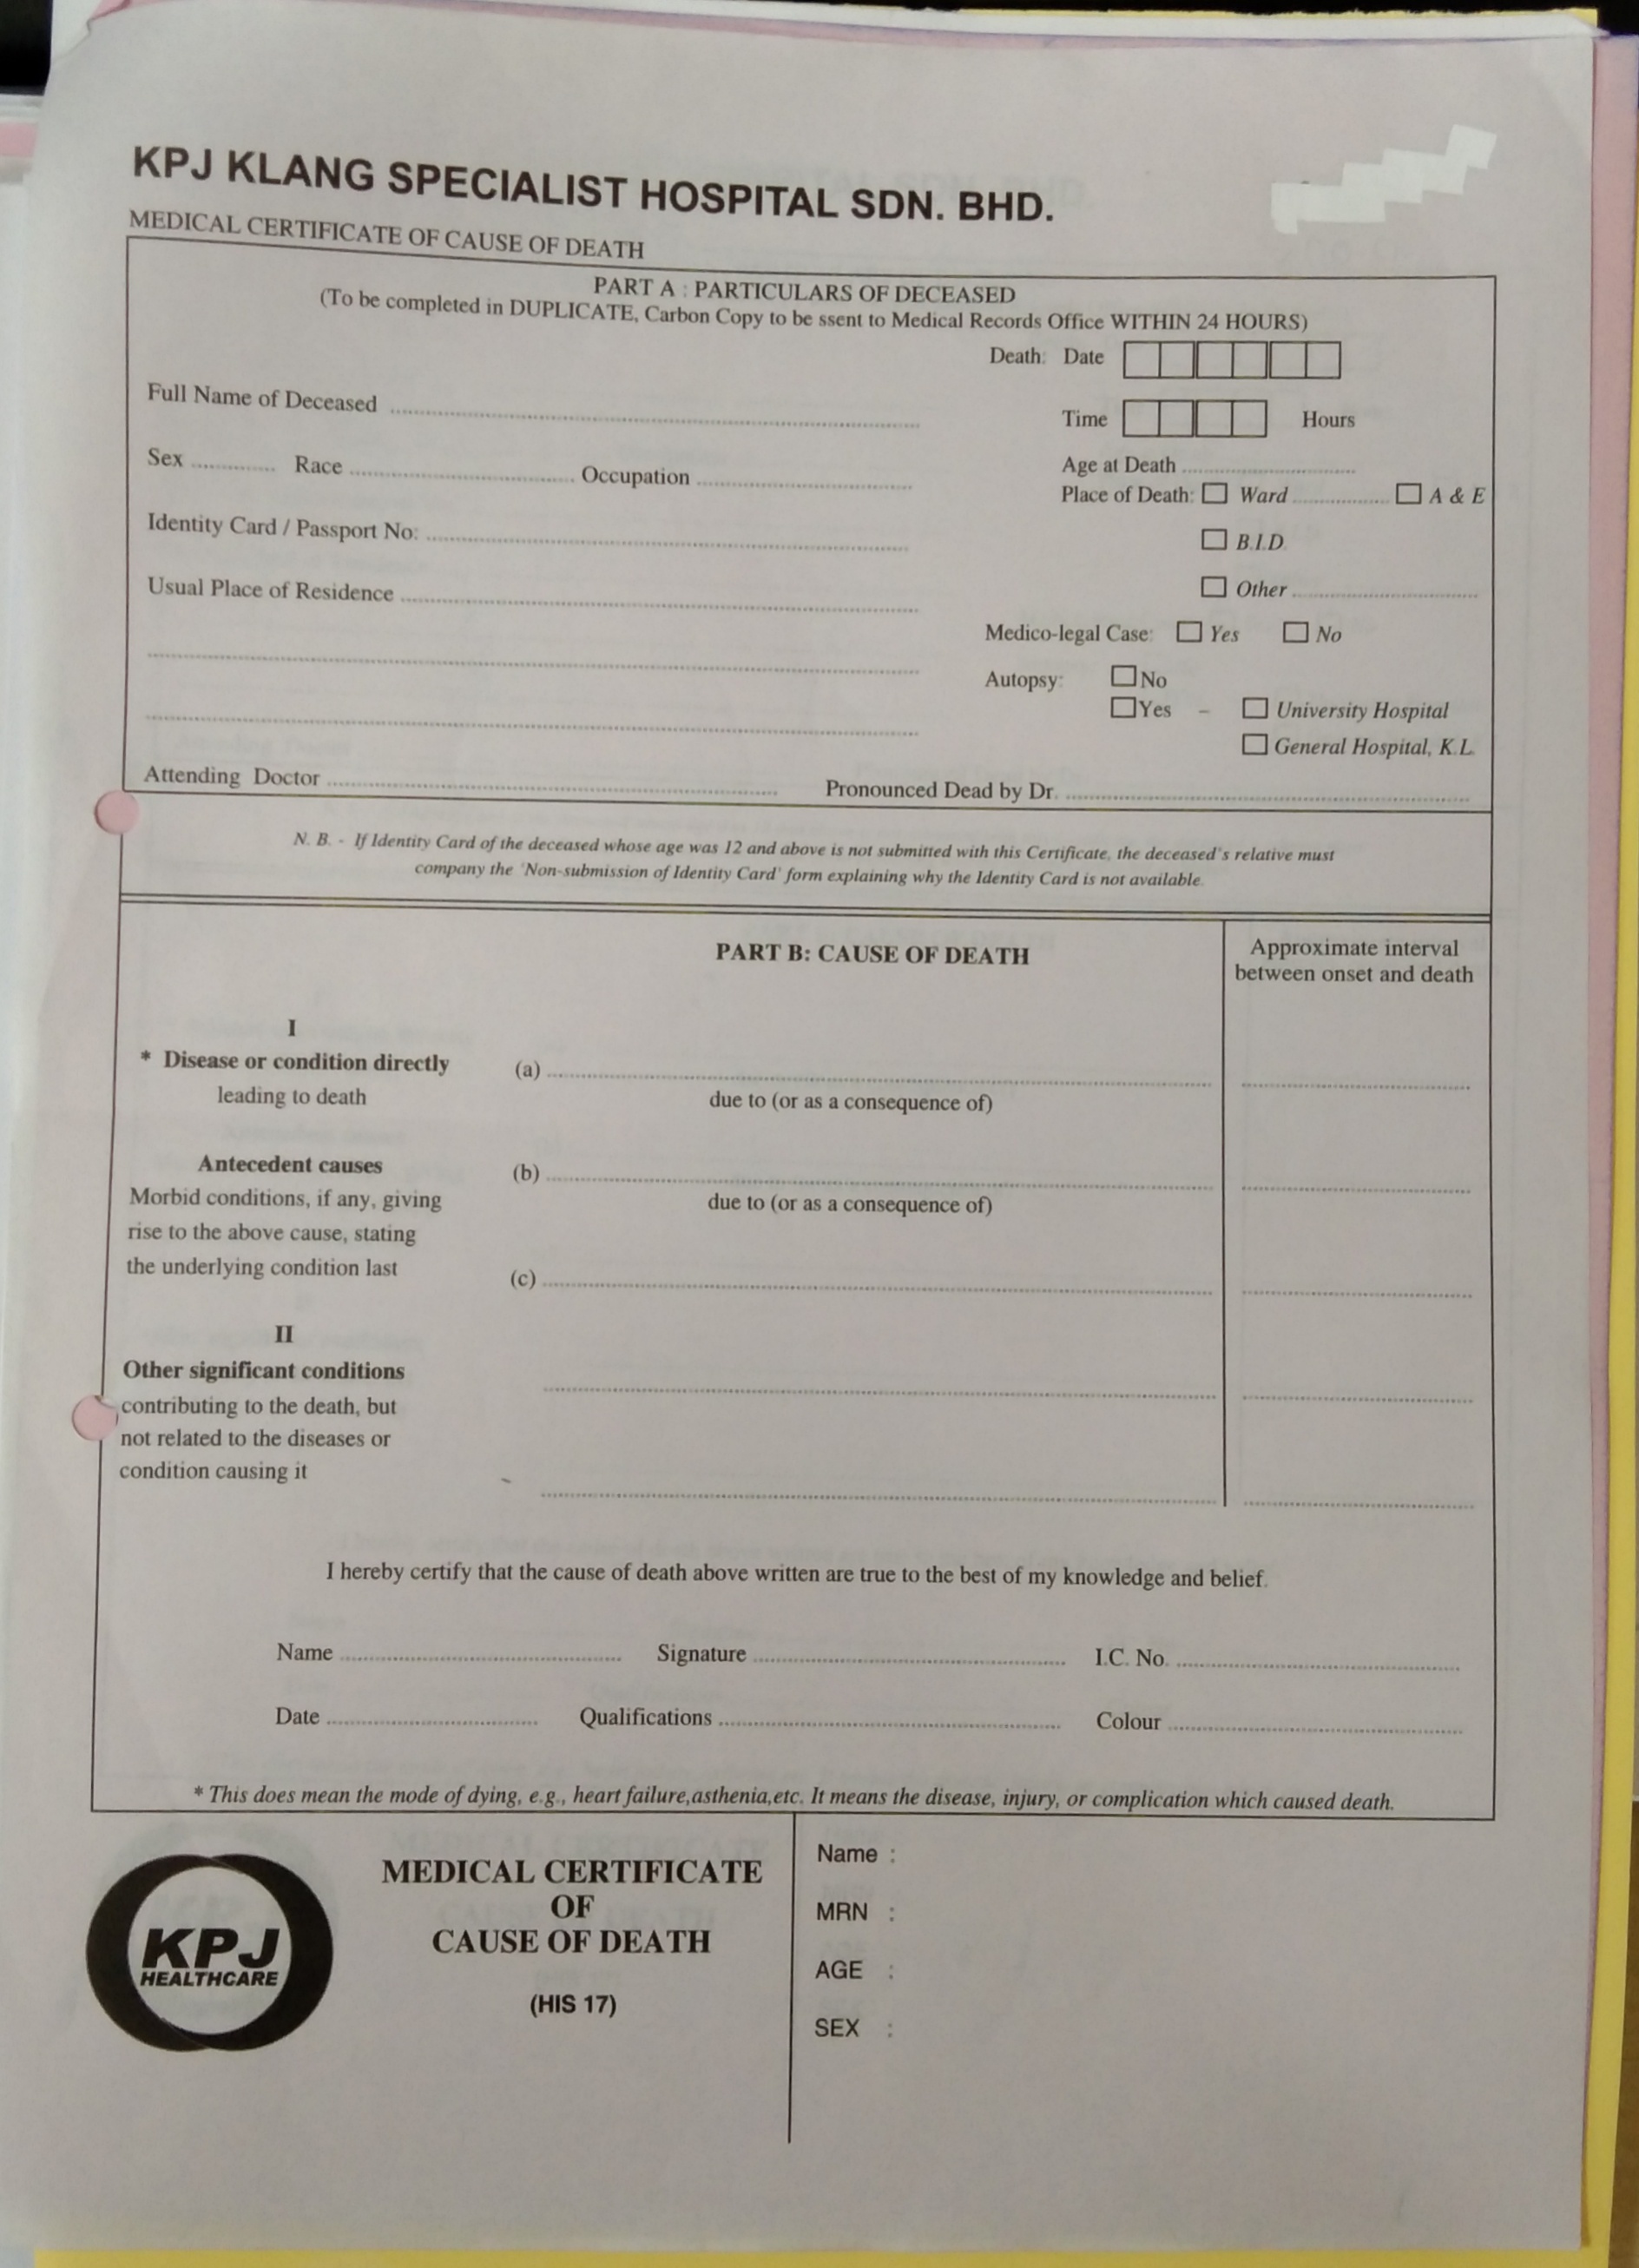 KPJ KLANG SPECIALIST HOSPITAL SDN. BHD.
MEDICAL CERTIFICATE OF CAUSE OF DEATH
PART A : PARTICULARS OF DECEASED
(To be completed in DUPLICATE, Carbon Copy to be ssent to Medical Records Office WITHIN 24 HOURS)
Death: Date
Full Name of Deceased
Time Hours
Sex Race Occupation
Age at Death
Place of Death: Ward A & E
Identity Card / Passport No:
B.I.D.
Usual Place of Residence
Other
Medico-legal Case: Yes No
Autopsy: No
Yes – University Hospital
General Hospital, K.L.
Attending Doctor Pronounced Dead by Dr.
N. B. - If Identity Card of the deceased whose age was 12 and above is not submitted with this Certificate, the deceased's relative must
company the 'Non-submission of Identity Card' form explaining why the Identity Card is not available.
PART B: CAUSE OF DEATH
Approximate interval
between onset and death
I
* Disease or condition directly (a)
leading to death due to (or as a consequence of)
Antecedent causes (b)
Morbid conditions, if any, giving due to (or as a consequence of)
rise to the above cause, stating
the underlying condition last (c)
II
Other significant conditions
contributing to the death, but
not related to the diseases or
condition causing it
I hereby certify that the cause of death above written are true to the best of my knowledge and belief.
Name Signature I.C. No.
Date Qualifications Colour
* This does mean the mode of dying, e.g., heart failure,asthenia,etc. It means the disease, injury, or complication which caused death.
KPJ
HEALTHCARE
MEDICAL CERTIFICATE
OF
CAUSE OF DEATH
(HIS 17)
Name :
MRN :
AGE :
SEX :